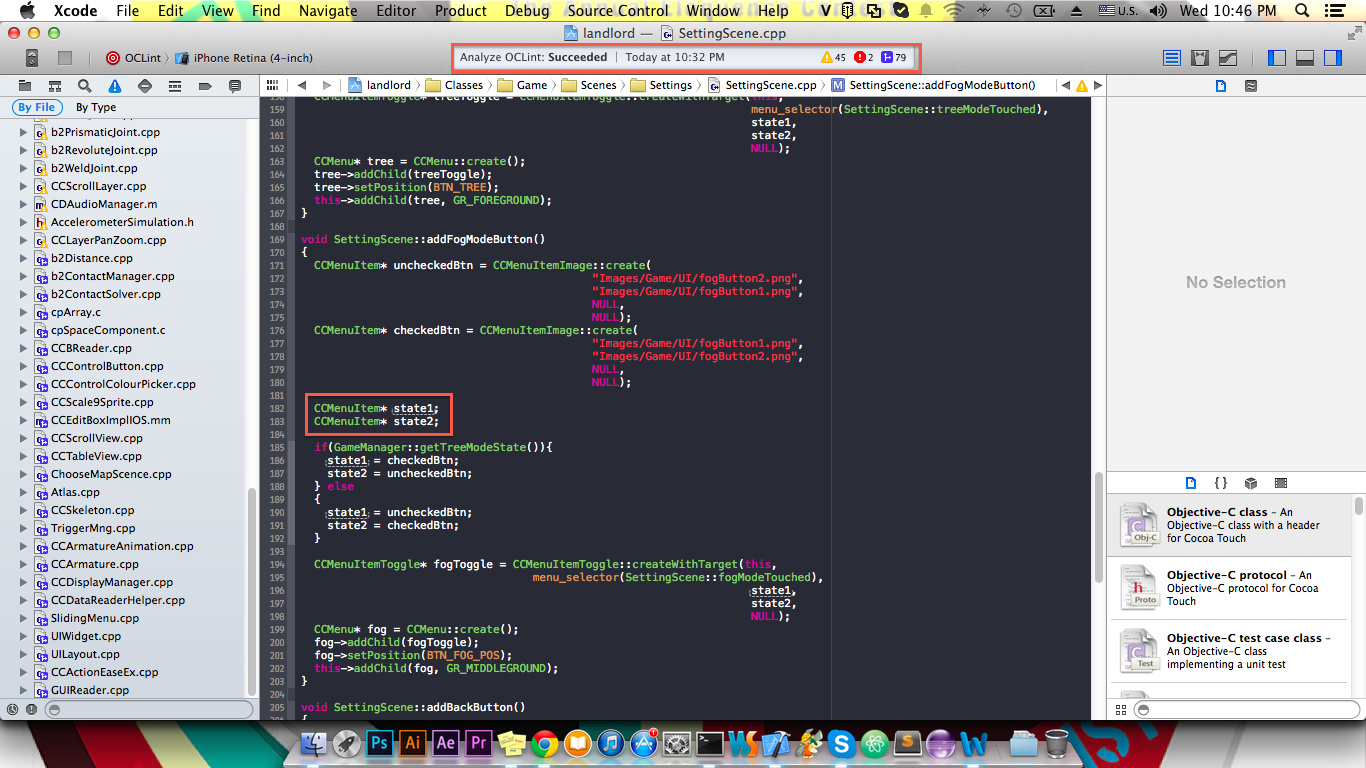 Xcode File Edit View Find Navigate Editor Product Debug Source Control Window Help U.S. Wed 10:46 PM
landlord — SettingScene.cpp
OCLint iPhone Retina (4-inch)
Analyze OCLint: Succeeded | Today at 10:32 PM 45 2 79
landlord Classes Game Scenes Settings SettingScene.cpp SettingScene::addFogModeButton()
By File By Type
b2PrismaticJoint.cpp
b2RevoluteJoint.cpp
b2WeldJoint.cpp
CCScrollLayer.cpp
CDAudioManager.m
AccelerometerSimulation.h
CCLayerPanZoom.cpp
b2Distance.cpp
b2ContactManager.cpp
b2ContactSolver.cpp
cpArray.c
cpSpaceComponent.c
CCBReader.cpp
CCControlButton.cpp
CCControlColourPicker.cpp
CCScale9Sprite.cpp
CCEditBoxImplIOS.mm
CCScrollView.cpp
CCTableView.cpp
ChooseMapScence.cpp
Atlas.cpp
CCSkeleton.cpp
TriggerMng.cpp
CCArmatureAnimation.cpp
CCArmature.cpp
CCDisplayManager.cpp
CCDataReaderHelper.cpp
SlidingMenu.cpp
UIWidget.cpp
UILayout.cpp
CCActionEaseEx.cpp
GUIReader.cpp
158 CCMenuItemToggle* treeToggle = CCMenuItemToggle::createWithTarget(this,
159 menu_selector(SettingScene::treeModeTouched),
160 state1,
161 state2,
162 NULL);
163 CCMenu* tree = CCMenu::create();
164 tree->addChild(treeToggle);
165 tree->setPosition(BTN_TREE);
166 this->addChild(tree, GR_FOREGROUND);
167 }
168
169 void SettingScene::addFogModeButton()
170 {
171 CCMenuItem* uncheckedBtn = CCMenuItemImage::create(
172 "Images/Game/UI/fogButton2.png",
173 "Images/Game/UI/fogButton1.png",
174 NULL,
175 NULL);
176 CCMenuItem* checkedBtn = CCMenuItemImage::create(
177 "Images/Game/UI/fogButton1.png",
178 "Images/Game/UI/fogButton2.png",
179 NULL,
180 NULL);
181
182 CCMenuItem* state1;
183 CCMenuItem* state2;
184
185 if(GameManager::getTreeModeState()){
186 state1 = checkedBtn;
187 state2 = uncheckedBtn;
188 } else
189 {
190 state1 = uncheckedBtn;
191 state2 = checkedBtn;
192 }
193
194 CCMenuItemToggle* fogToggle = CCMenuItemToggle::createWithTarget(this,
195 menu_selector(SettingScene::fogModeTouched),
196 state1,
197 state2,
198 NULL);
199 CCMenu* fog = CCMenu::create();
200 fog->addChild(fogToggle);
201 fog->setPosition(BTN_FOG_POS);
202 this->addChild(fog, GR_MIDDLEGROUND);
203 }
204
205 void SettingScene::addBackButton()
206 {
No Selection
Objective-C class – An
Objective-C class with a header
for Cocoa Touch
Obj-C
Objective-C protocol – An
Objective-C protocol for Cocoa
Touch
Proto
Objective-C test case class –
An Objective-C class
implementing a unit test
Test
Ps Ai Ae Pr